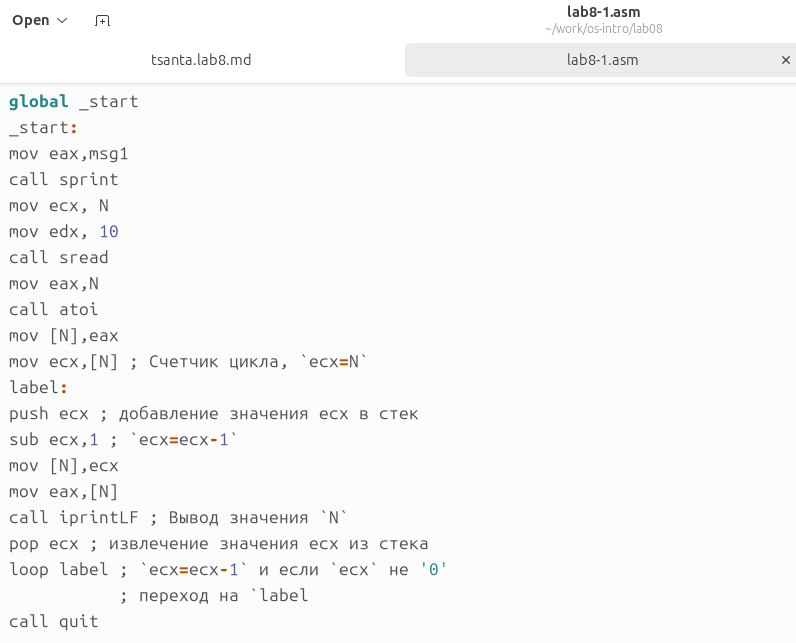 Open
lab8-1.asm
~/work/os-intro/lab08
tsanta.lab8.md
lab8-1.asm
global _start
_start:
mov eax,msg1
call sprint
mov ecx, N
mov edx, 10
call sread
mov eax,N
call atoi
mov [N],eax
mov ecx,[N] ; Счетчик цикла, `ecx=N`
label:
push ecx ; добавление значения ecx в стек
sub ecx,1 ; `ecx=ecx-1`
mov [N],ecx
mov eax,[N]
call iprintLF ; Вывод значения `N`
pop ecx ; извлечение значения ecx из стека
loop label ; `ecx=ecx-1` и если `ecx` не '0'
; переход на `label
call quit